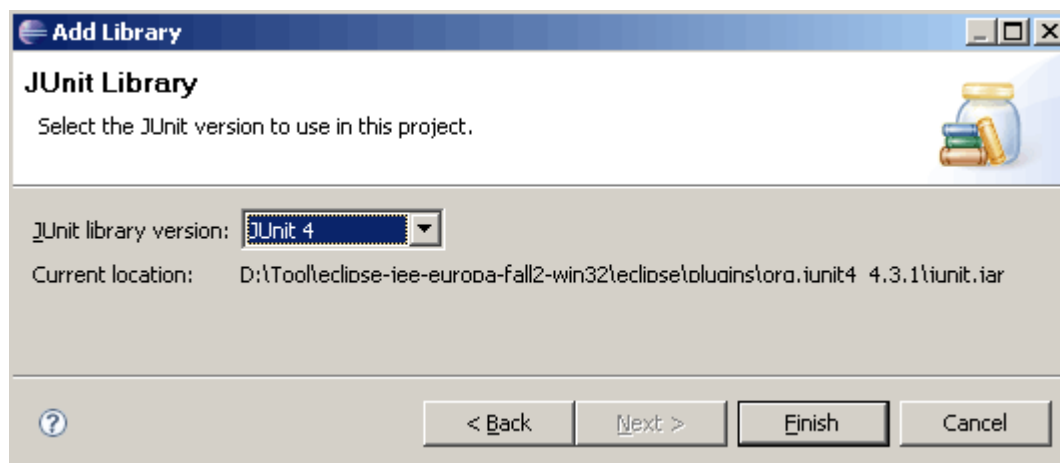 Add Library
JUnit Library
Select the JUnit version to use in this project.
JUnit library version: JUnit 4
Current location: D:\Tool\eclipse-jee-europa-fall2-win32\eclipse\plugins\org.junit4_4.3.1\junit.jar
< Back Next > Finish Cancel